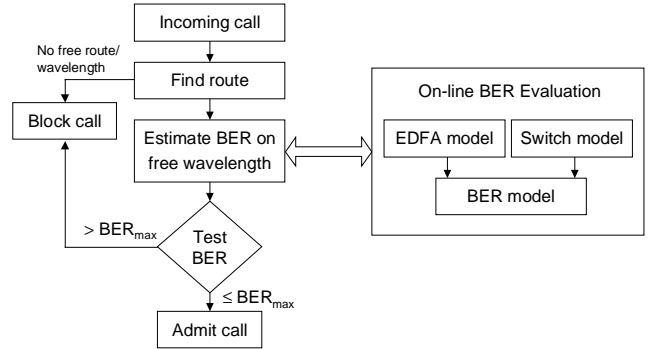 Incoming call
No free route/
wavelength
Find route
On-line BER Evaluation
Block call
Estimate BER on
free wavelength
EDFA model
Switch model
BER model
> BERmax
Test
BER
≤ BERmax
Admit call